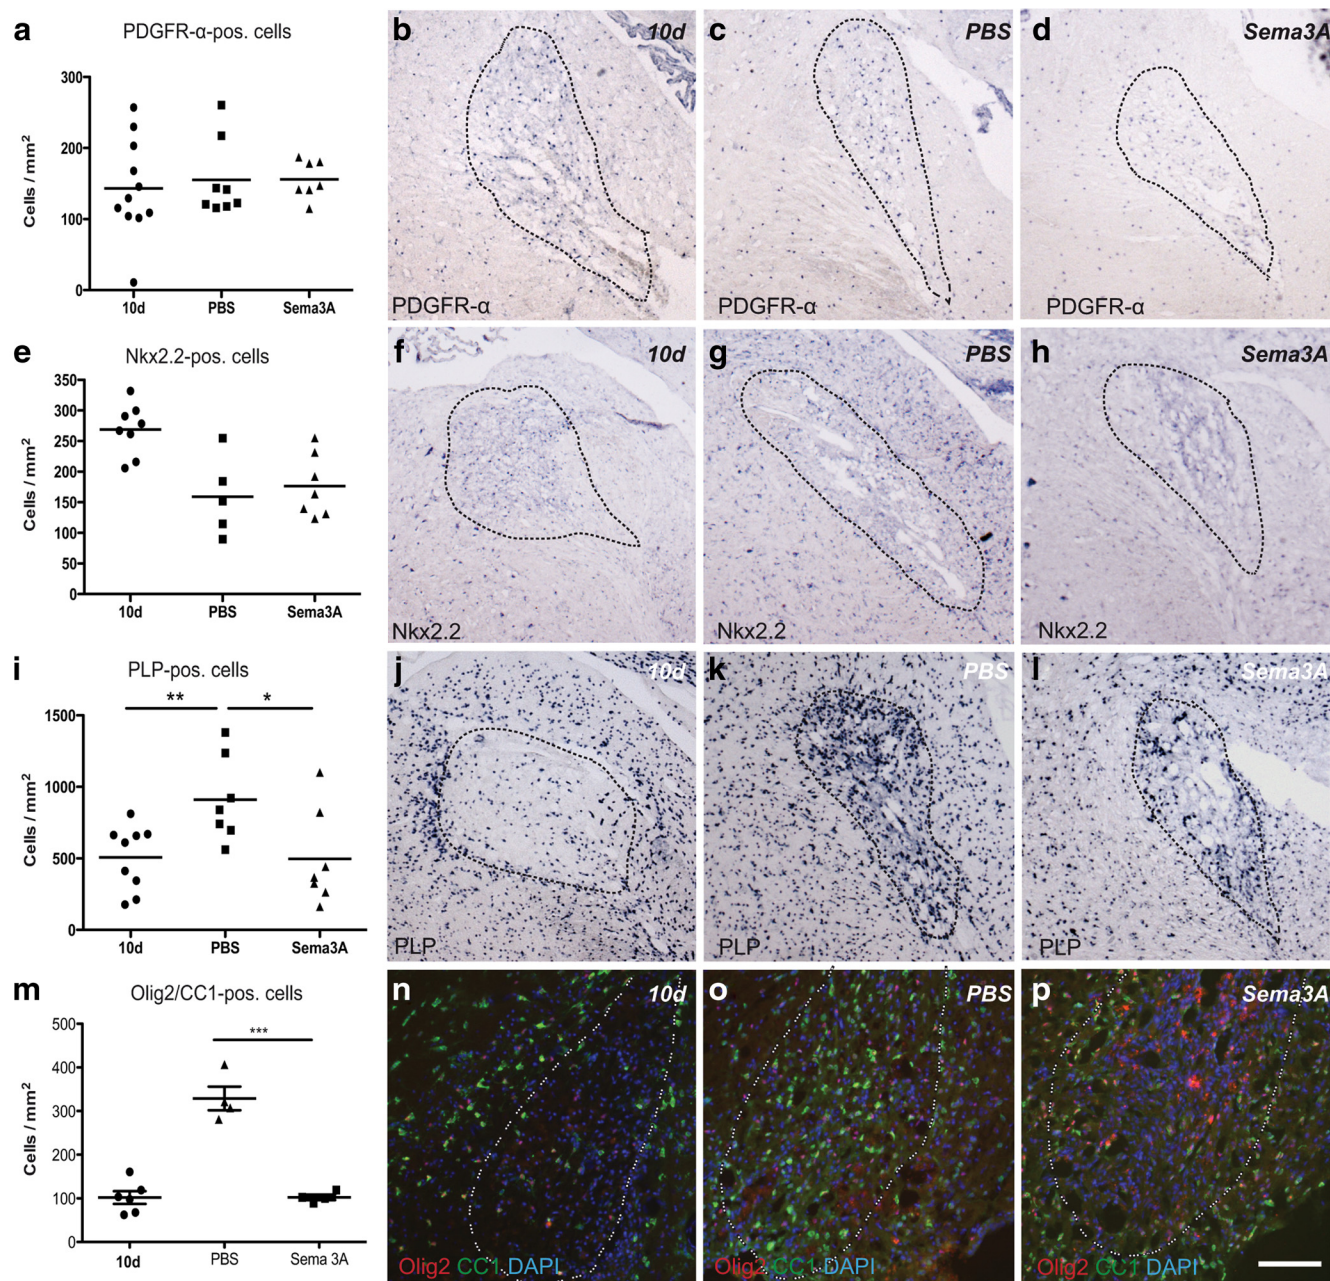 a
PDGFR-α-pos. cells
Cells / mm²
300
200
100
0
10d
PBS
Sema3A
b
10d
PDGFR-α
c
PBS
PDGFR-α
d
Sema3A
PDGFR-α
e
Nkx2.2-pos. cells
Cells / mm²
350
300
250
200
150
100
50
0
10d
PBS
Sema3A
f
10d
Nkx2.2
g
PBS
Nkx2.2
h
Sema3A
Nkx2.2
i
PLP-pos. cells
**
*
Cells / mm²
1500
1000
500
0
10d
PBS
Sema3A
j
10d
PLP
k
PBS
PLP
l
Sema3A
PLP
m
Olig2/CC1-pos. cells
***
Cells / mm²
500
400
300
200
100
0
10d
PBS
Sema 3A
n
10d
Olig2 CC1 DAPI
o
PBS
Olig2 CC1 DAPI
p
Sema3A
Olig2 CC1 DAPI